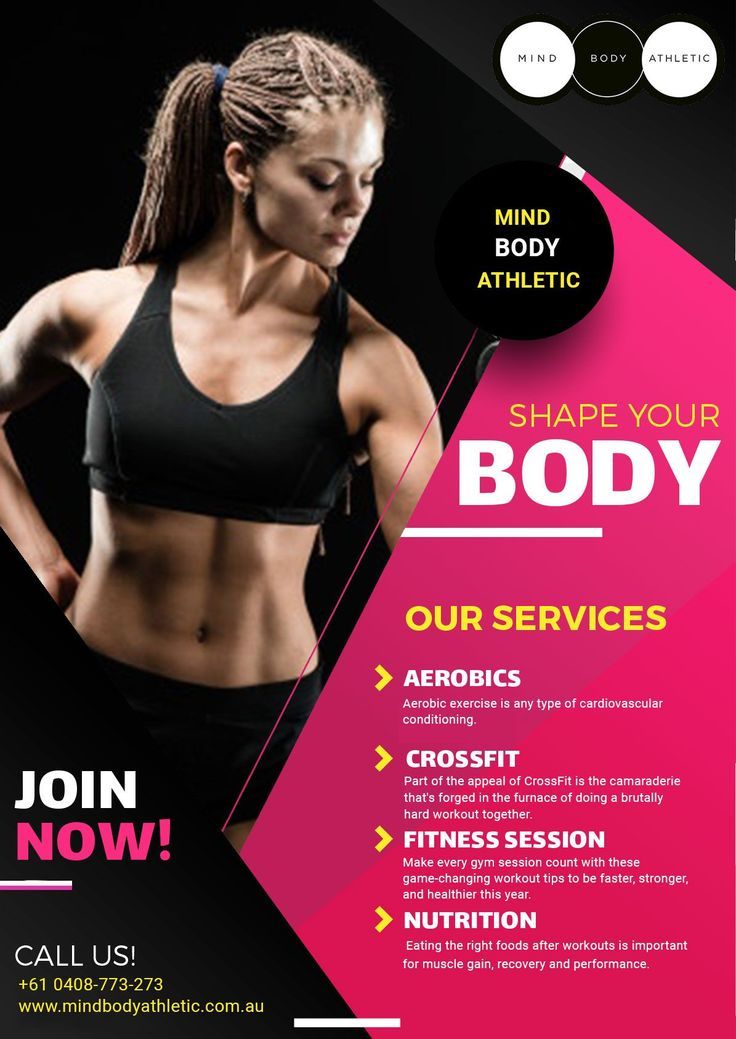 MIND BODY ATHLETIC
MIND
BODY
ATHLETIC
SHAPE YOUR
BODY
OUR SERVICES
AEROBICS
Aerobic exercise is any type of cardiovascular
conditioning.
CROSSFIT
Part of the appeal of CrossFit is the camaraderie
that's forged in the furnace of doing a brutally
hard workout together.
FITNESS SESSION
Make every gym session count with these
game-changing workout tips to be faster, stronger,
and healthier this year.
NUTRITION
Eating the right foods after workouts is important
for muscle gain, recovery and performance.
JOIN
NOW!
CALL US!
+61 0408-773-273
www.mindbodyathletic.com.au